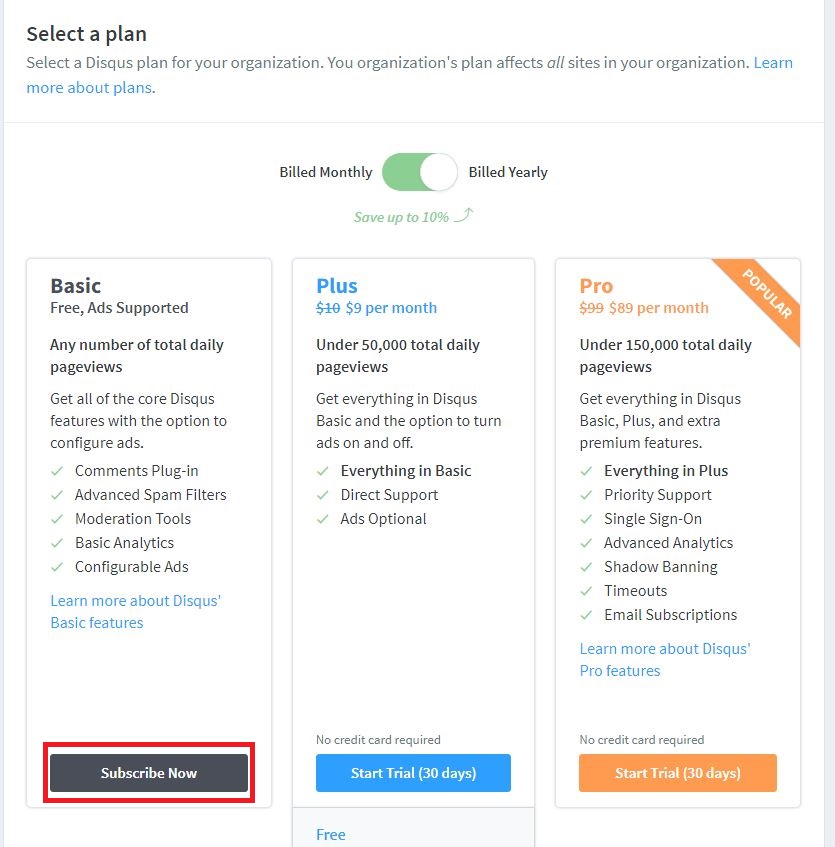 Select a plan
Select a Disqus plan for your organization. You organization's plan affects all sites in your organization. Learn
more about plans.
Billed Monthly
Billed Yearly
Save up to 10%
Basic
Free, Ads Supported
Any number of total daily
pageviews
Get all of the core Disqus
features with the option to
configure ads.
Comments Plug-in
Advanced Spam Filters
Moderation Tools
Basic Analytics
Configurable Ads
Learn more about Disqus'
Basic features
Subscribe Now
Plus
$10 $9 per month
Under 50,000 total daily
pageviews
Get everything in Disqus
Basic and the option to turn
ads on and off.
Everything in Basic
Direct Support
Ads Optional
No credit card required
Start Trial (30 days)
Free
Pro
POPULAR
$99 $89 per month
Under 150,000 total daily
pageviews
Get everything in Disqus
Basic, Plus, and extra
premium features.
Everything in Plus
Priority Support
Single Sign-On
Advanced Analytics
Shadow Banning
Timeouts
Email Subscriptions
Learn more about Disqus'
Pro features
No credit card required
Start Trial (30 days)